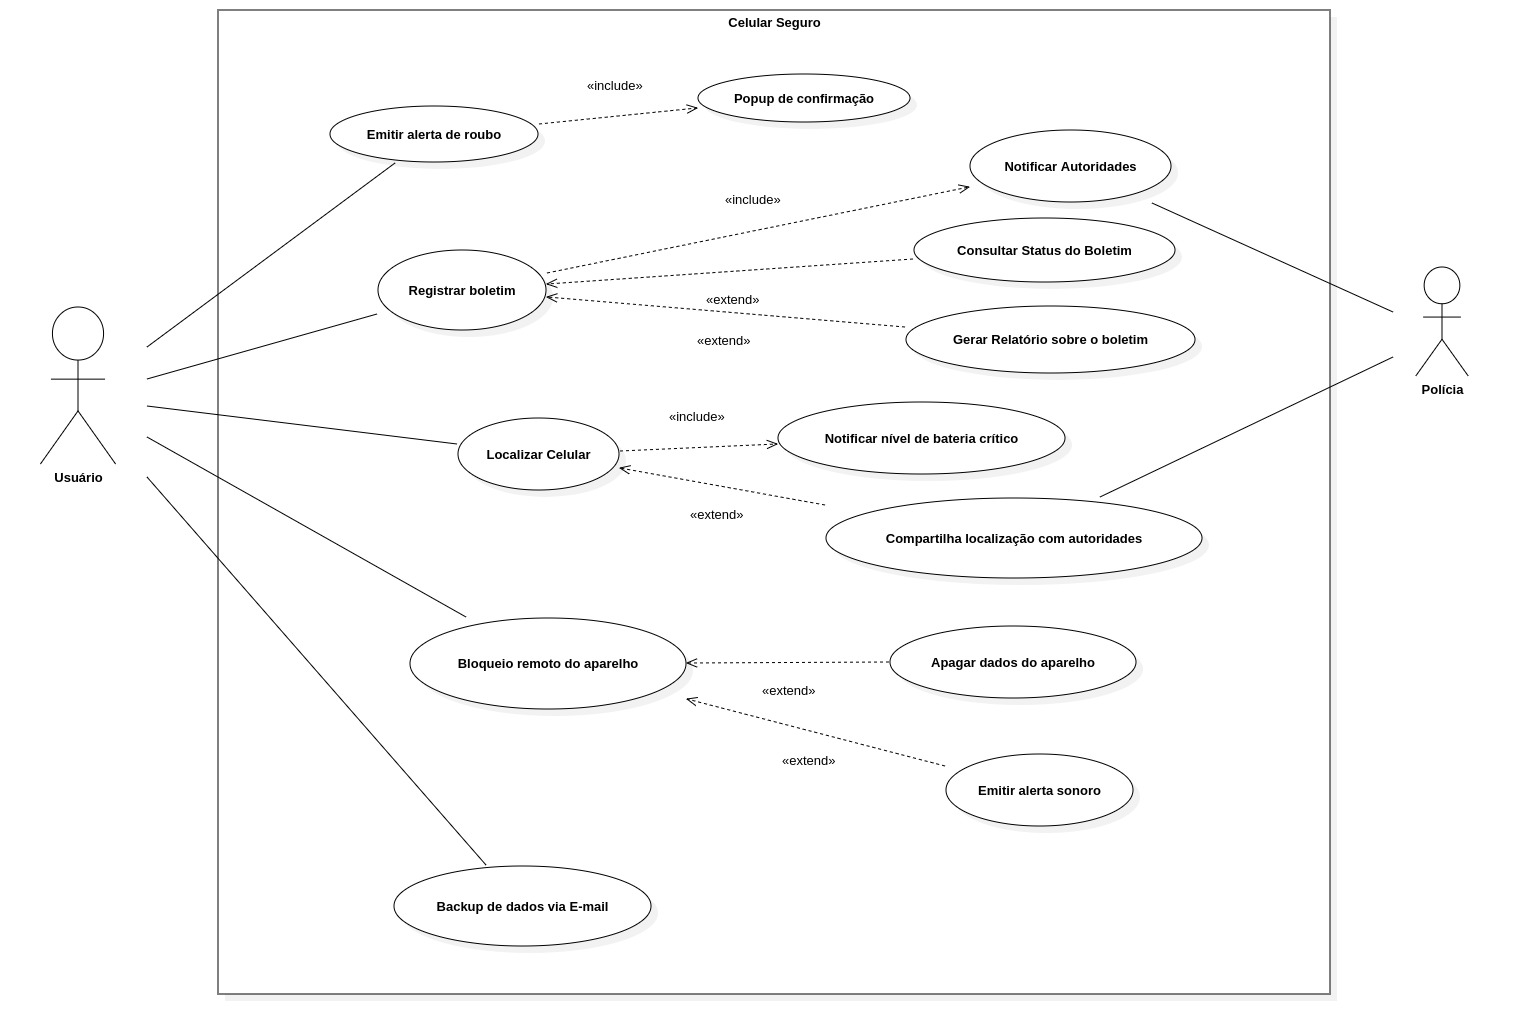 Celular Seguro
«include»
Popup de confirmação
Emitir alerta de roubo
Notificar Autoridades
«include»
Consultar Status do Boletim
Registrar boletim
«extend»
Gerar Relatório sobre o boletim
«extend»
Polícia
«include»
Notificar nível de bateria crítico
Localizar Celular
Usuário
«extend»
Compartilha localização com autoridades
Bloqueio remoto do aparelho
Apagar dados do aparelho
«extend»
«extend»
Emitir alerta sonoro
Backup de dados via E-mail